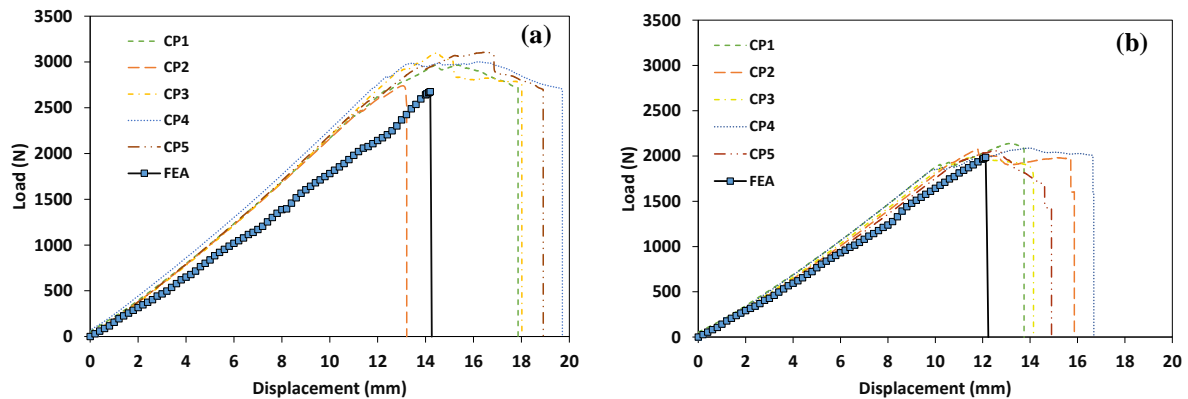 3500
3000
2500
2000
1500
1000
500
0
Load (N)
CP1
CP2
CP3
CP4
CP5
FEA
(a)
0 2 4 6 8 10 12 14 16 18 20
Displacement (mm)
3500
3000
2500
2000
1500
1000
500
0
Load (N)
CP1
CP2
CP3
CP4
CP5
FEA
(b)
0 2 4 6 8 10 12 14 16 18 20
Displacement (mm)